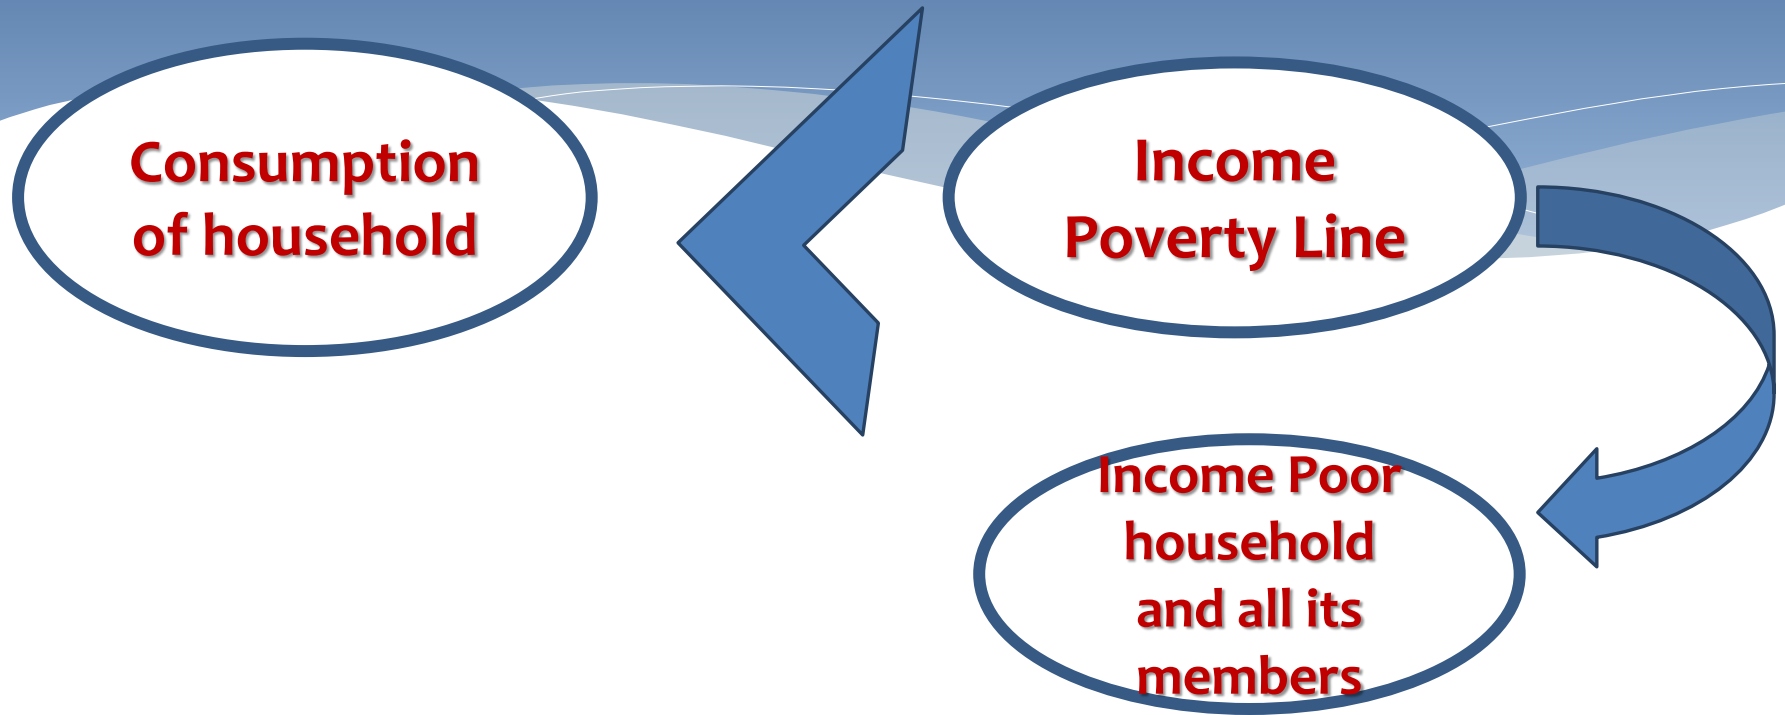 Consumption
of household
Income
Poverty Line
Income Poor
household
and all its
members